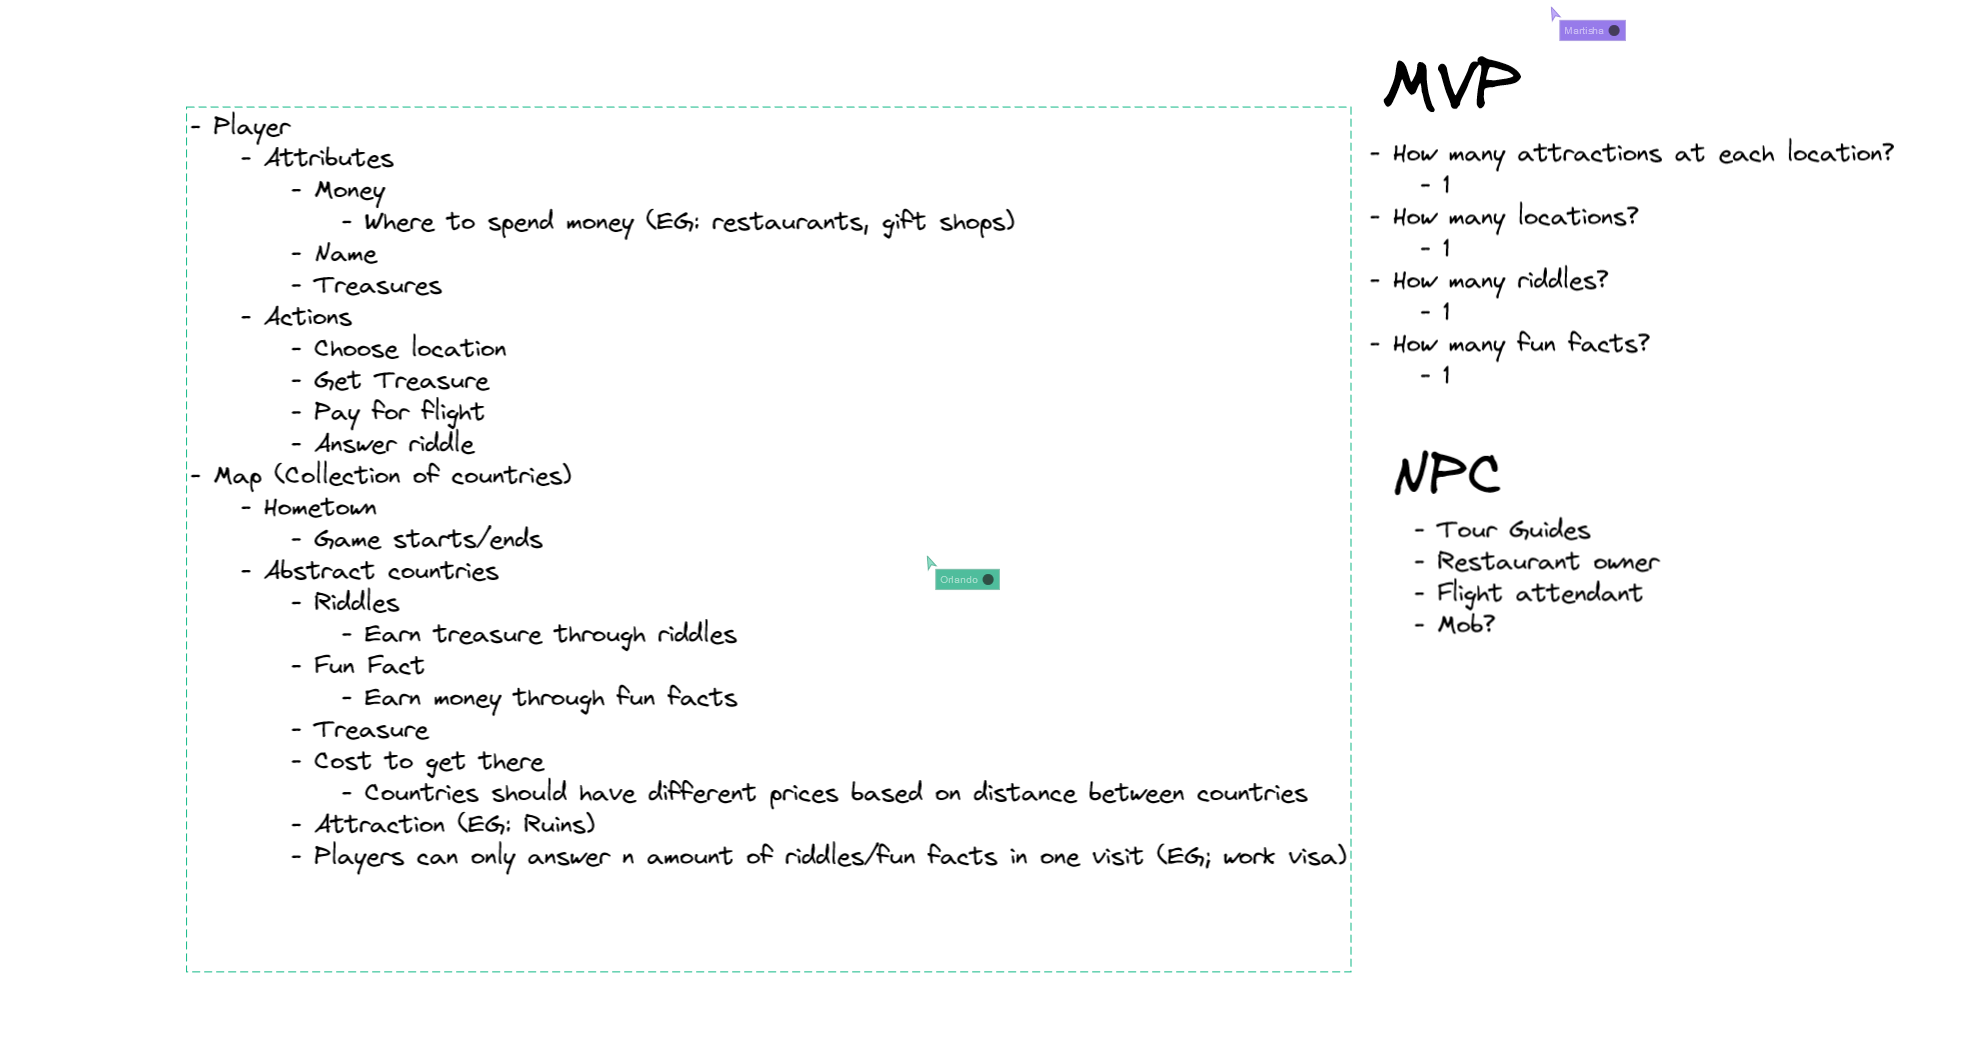 - Player
- Attributes
- Money
- Where to spend money (EG: restaurants, gift shops)
- Name
- Treasures
- Actions
- Choose location
- Get Treasure
- Pay for flight
- Answer riddle
- Map (Collection of countries)
- Hometown
- Game starts/ends
- Abstract countries
- Riddles
- Earn treasure through riddles
- Fun Fact
- Earn money through fun facts
- Treasure
- Cost to get there
- Countries should have different prices based on distance between countries
- Attraction (EG: Ruins)
- Players can only answer n amount of riddles/fun facts in one visit (EG; work visa)
Orlando
Martisha
MVP
- How many attractions at each location?
- 1
- How many locations?
- 1
- How many riddles?
- 1
- How many fun facts?
- 1
NPC
- Tour Guides
- Restaurant owner
- Flight attendant
- Mob?